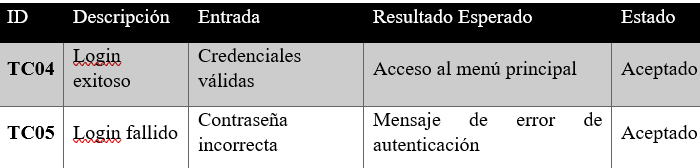 ID Descripción Entrada Resultado Esperado Estado
TC04 Login exitoso Credenciales válidas Acceso al menú principal Aceptado
TC05 Login fallido Contraseña incorrecta Mensaje de error de autenticación Aceptado